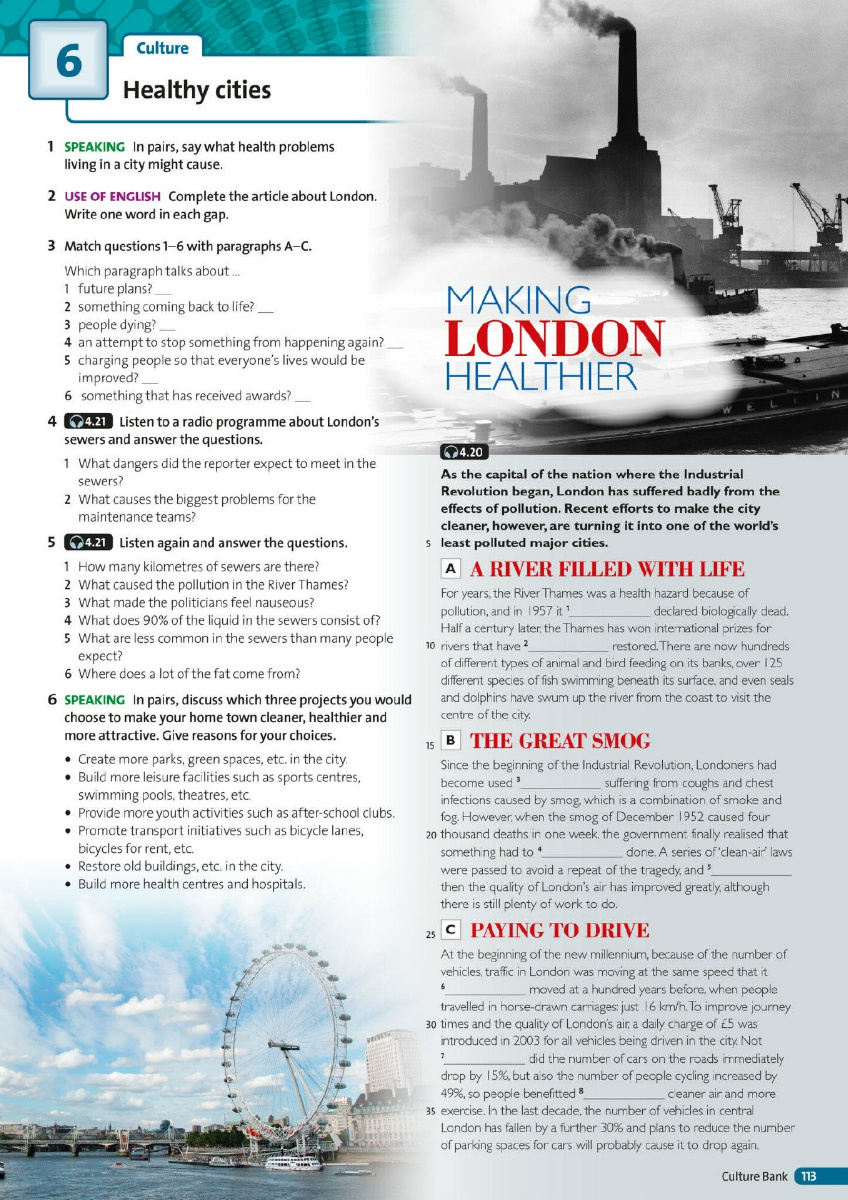 6
Culture
Healthy cities
1 SPEAKING In pairs, say what health problems
living in a city might cause.
2 USE OF ENGLISH Complete the article about London.
Write one word in each gap.
3 Match questions 1–6 with paragraphs A–C.
Which paragraph talks about ...
1 future plans? __
2 something coming back to life? __
3 people dying? __
4 an attempt to stop something from happening again? __
5 charging people so that everyone's lives would be
improved? __
6 something that has received awards? __
4 4.21 Listen to a radio programme about London's
sewers and answer the questions.
1 What dangers did the reporter expect to meet in the
sewers?
2 What causes the biggest problems for the
maintenance teams?
5 4.21 Listen again and answer the questions.
1 How many kilometres of sewers are there?
2 What caused the pollution in the River Thames?
3 What made the politicians feel nauseous?
4 What does 90% of the liquid in the sewers consist of?
5 What are less common in the sewers than many people
expect?
6 Where does a lot of the fat come from?
6 SPEAKING In pairs, discuss which three projects you would
choose to make your home town cleaner, healthier and
more attractive. Give reasons for your choices.
• Create more parks, green spaces, etc. in the city.
• Build more leisure facilities such as sports centres,
swimming pools, theatres, etc.
• Provide more youth activities such as after-school clubs.
• Promote transport initiatives such as bicycle lanes,
bicycles for rent, etc.
• Restore old buildings, etc. in the city.
• Build more health centres and hospitals.
MAKING
LONDON
HEALTHIER
WELLIN
4.20
As the capital of the nation where the Industrial
Revolution began, London has suffered badly from the
effects of pollution. Recent efforts to make the city
cleaner, however, are turning it into one of the world's
5 least polluted major cities.
A A RIVER FILLED WITH LIFE
For years, the River Thames was a health hazard because of
pollution, and in 1957 it 1____________ declared biologically dead.
Half a century later, the Thames has won international prizes for
10 rivers that have 2____________ restored. There are now hundreds
of different types of animal and bird feeding on its banks, over 125
different species of fish swimming beneath its surface, and even seals
and dolphins have swum up the river from the coast to visit the
centre of the city.
15 B THE GREAT SMOG
Since the beginning of the Industrial Revolution, Londoners had
become used 3____________ suffering from coughs and chest
infections caused by smog, which is a combination of smoke and
fog. However, when the smog of December 1952 caused four
20 thousand deaths in one week, the government finally realised that
something had to 4____________ done. A series of 'clean-air' laws
were passed to avoid a repeat of the tragedy, and 5____________
then the quality of London's air has improved greatly, although
there is still plenty of work to do.
25 C PAYING TO DRIVE
At the beginning of the new millennium, because of the number of
vehicles, traffic in London was moving at the same speed that it
6____________ moved at a hundred years before, when people
travelled in horse-drawn carriages: just 16 km/h. To improve journey
30 times and the quality of London's air, a daily charge of £5 was
introduced in 2003 for all vehicles being driven in the city. Not
7____________ did the number of cars on the roads immediately
drop by 15%, but also the number of people cycling increased by
49%, so people benefitted 8____________ cleaner air and more
35 exercise. In the last decade, the number of vehicles in central
London has fallen by a further 30% and plans to reduce the number
of parking spaces for cars will probably cause it to drop again.
Culture Bank 113